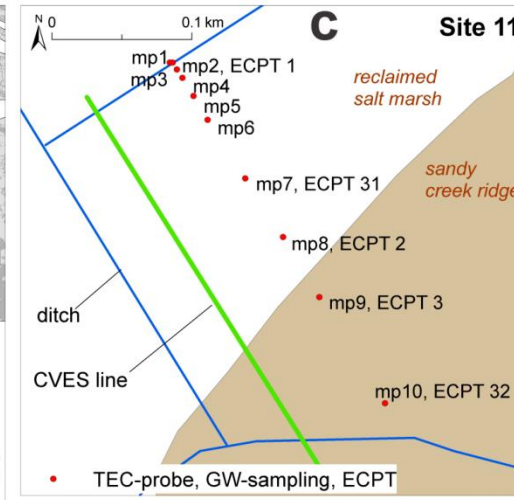 N 0 0.1 km
C Site 11
mp1
mp2, ECPT 1
mp3
mp4
mp5
mp6
reclaimed
salt marsh
sandy
creek ridge
mp7, ECPT 31
mp8, ECPT 2
mp9, ECPT 3
ditch
CVES line
mp10, ECPT 32
TEC-probe, GW-sampling, ECPT